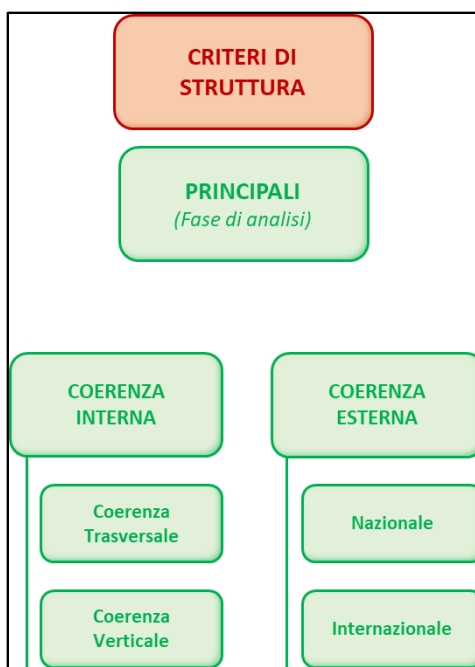 CRITERI DI
STRUTTURA
PRINCIPALI
(Fase di analisi)
COERENZA
INTERNA
Coerenza
Trasversale
Coerenza
Verticale
COERENZA
ESTERNA
Nazionale
Internazionale